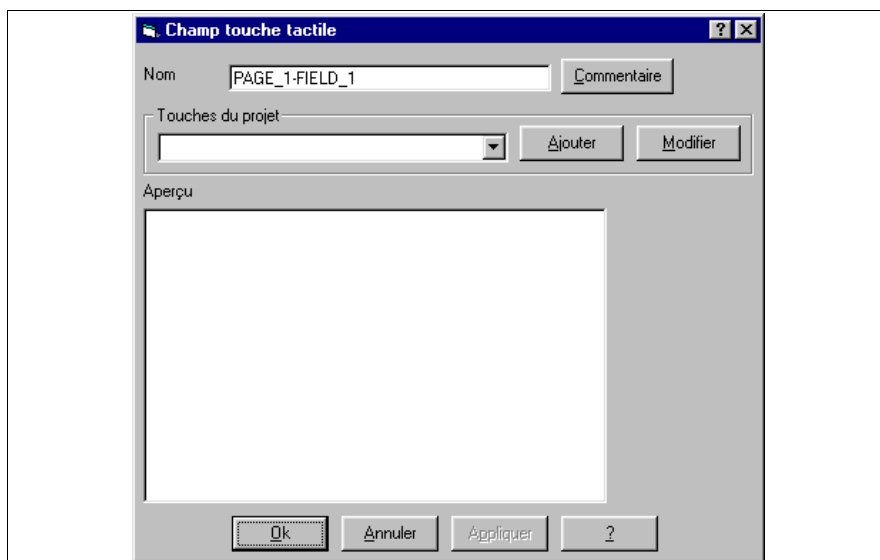 Champ touche tactile
Nom PAGE_1-FIELD_1 Commentaire
Touches du projet
Ajouter Modifier
Aperçu
Ok Annuler Appliquer ?